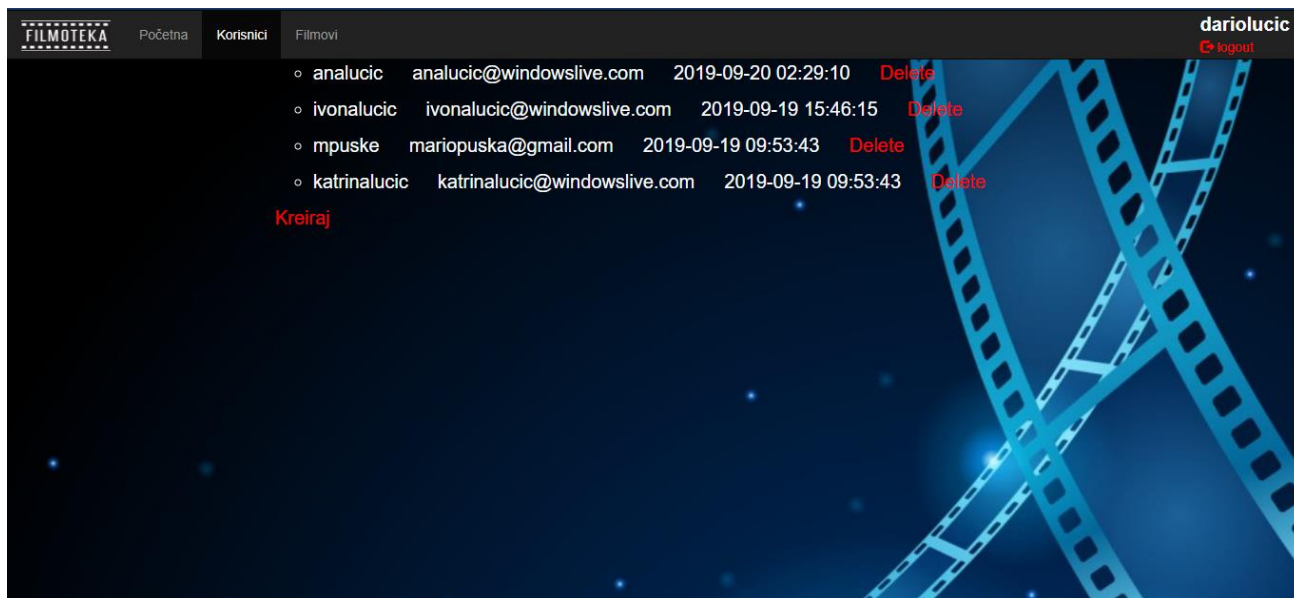 FILMOTEKA Početna Korisnici Filmovi dariolucic
logout
analucic analucic@windowslive.com 2019-09-20 02:29:10 Delete
ivonalucic ivonalucic@windowslive.com 2019-09-19 15:46:15 Delete
mpuske mariopuska@gmail.com 2019-09-19 09:53:43 Delete
katrinalucic katrinalucic@windowslive.com 2019-09-19 09:53:43 Delete
Kreiraj